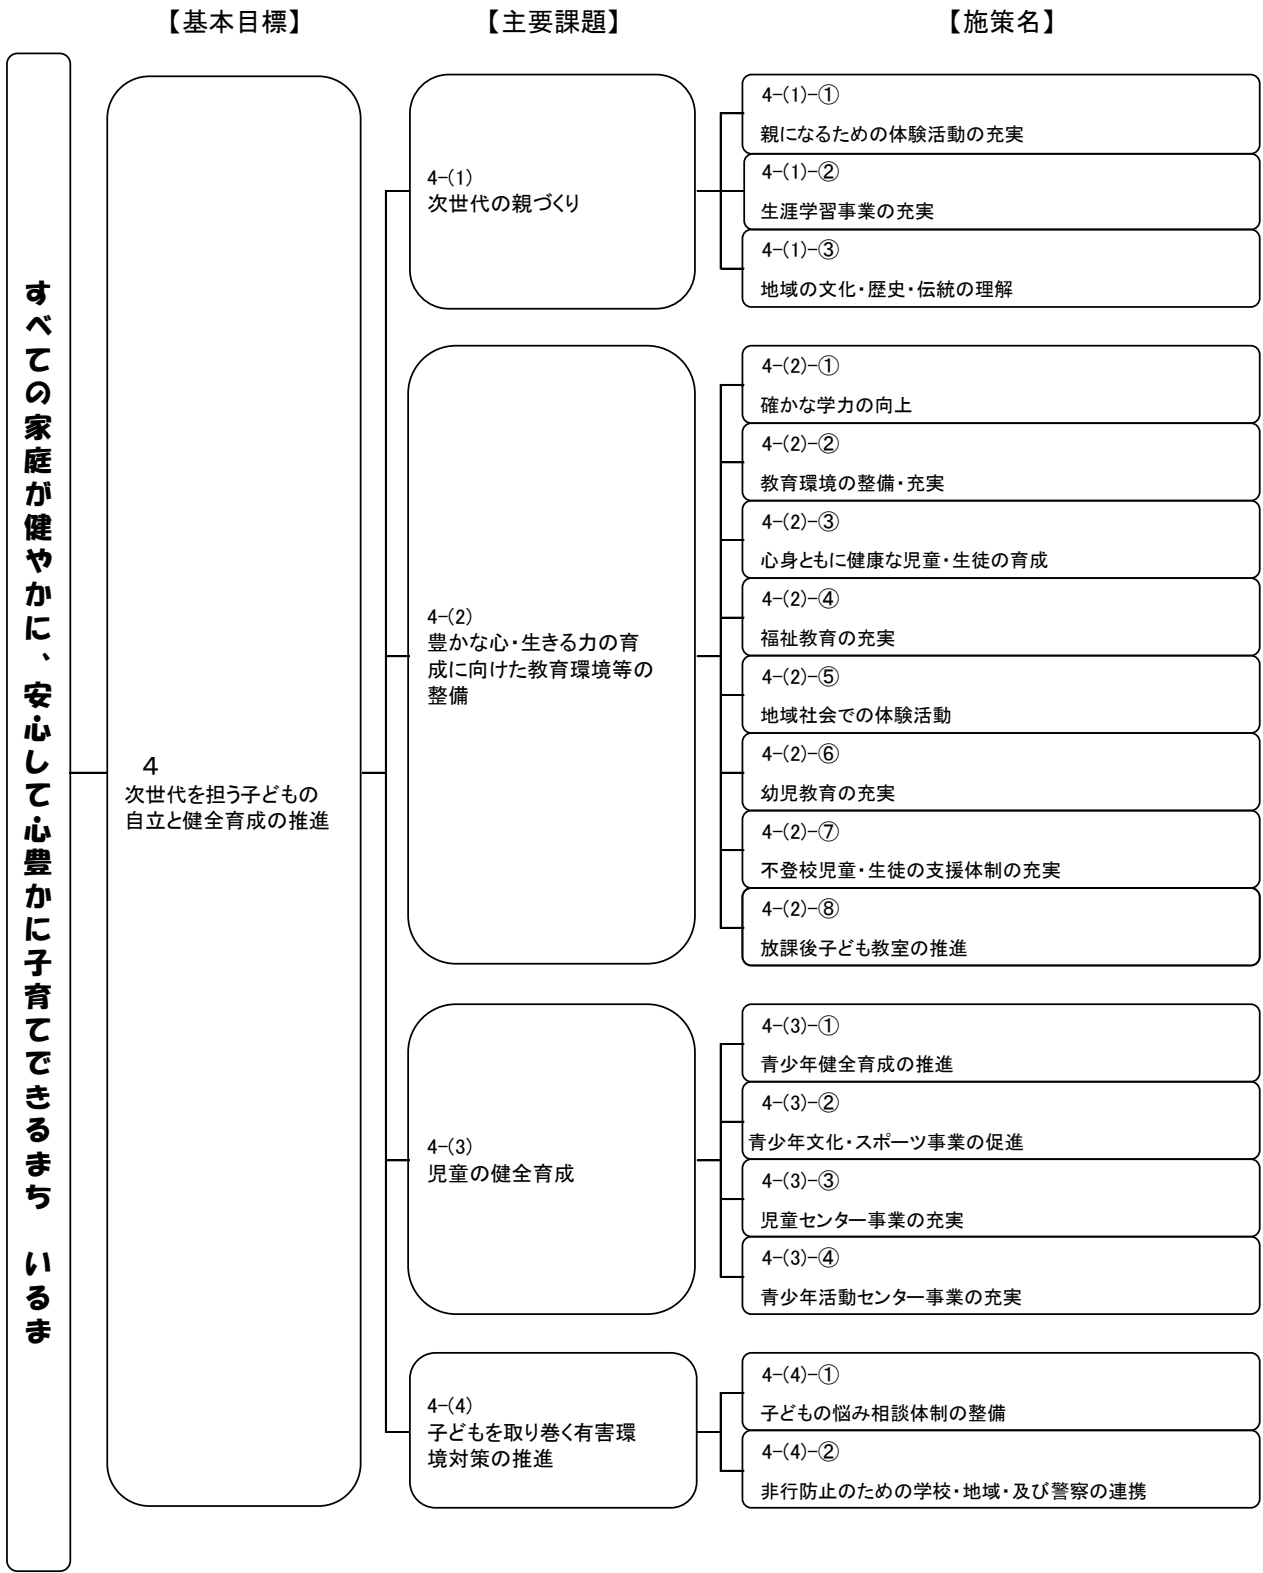 【基本目標】
【主要課題】
【施策名】
すべての家庭が健やかに、安心して心豊かに子育てできるまち　いるま
４
次世代を担う子どもの
自立と健全育成の推進
4-(1)
次世代の親づくり
4-(1)-①
親になるための体験活動の充実
4-(1)-②
生涯学習事業の充実
4-(1)-③
地域の文化・歴史・伝統の理解
4-(2)
豊かな心・生きる力の育
成に向けた教育環境等の
整備
4-(2)-①
確かな学力の向上
4-(2)-②
教育環境の整備・充実
4-(2)-③
心身ともに健康な児童・生徒の育成
4-(2)-④
福祉教育の充実
4-(2)-⑤
地域社会での体験活動
4-(2)-⑥
幼児教育の充実
4-(2)-⑦
不登校児童・生徒の支援体制の充実
4-(2)-⑧
放課後子ども教室の推進
4-(3)
児童の健全育成
4-(3)-①
青少年健全育成の推進
4-(3)-②
青少年文化・スポーツ事業の促進
4-(3)-③
児童センター事業の充実
4-(3)-④
青少年活動センター事業の充実
4-(4)
子どもを取り巻く有害環
境対策の推進
4-(4)-①
子どもの悩み相談体制の整備
4-(4)-②
非行防止のための学校・地域・及び警察の連携